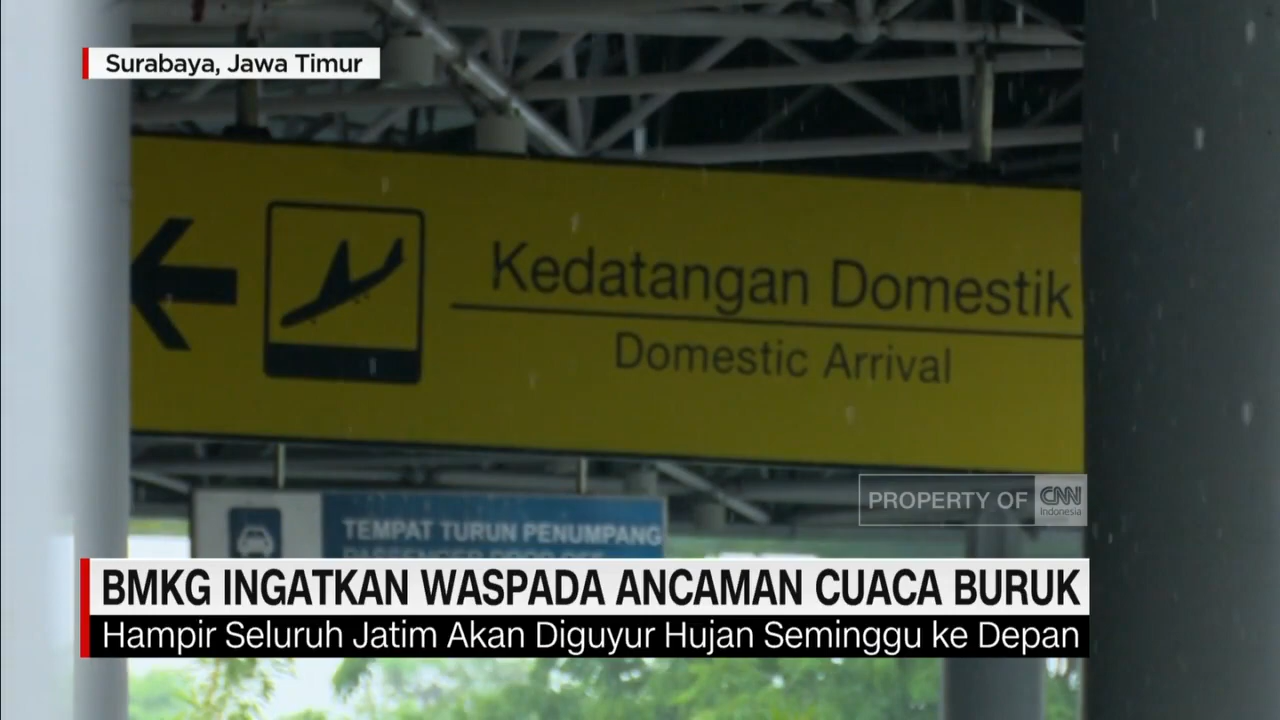 Surabaya, Jawa Timur
Kedatangan Domestik
Domestic Arrival
PROPERTY OF CNN Indonesia
TEMPAT TURUN PENUMPANG
BMKG INGATKAN WASPADA ANCAMAN CUACA BURUK
Hampir Seluruh Jatim Akan Diguyur Hujan Seminggu ke Depan